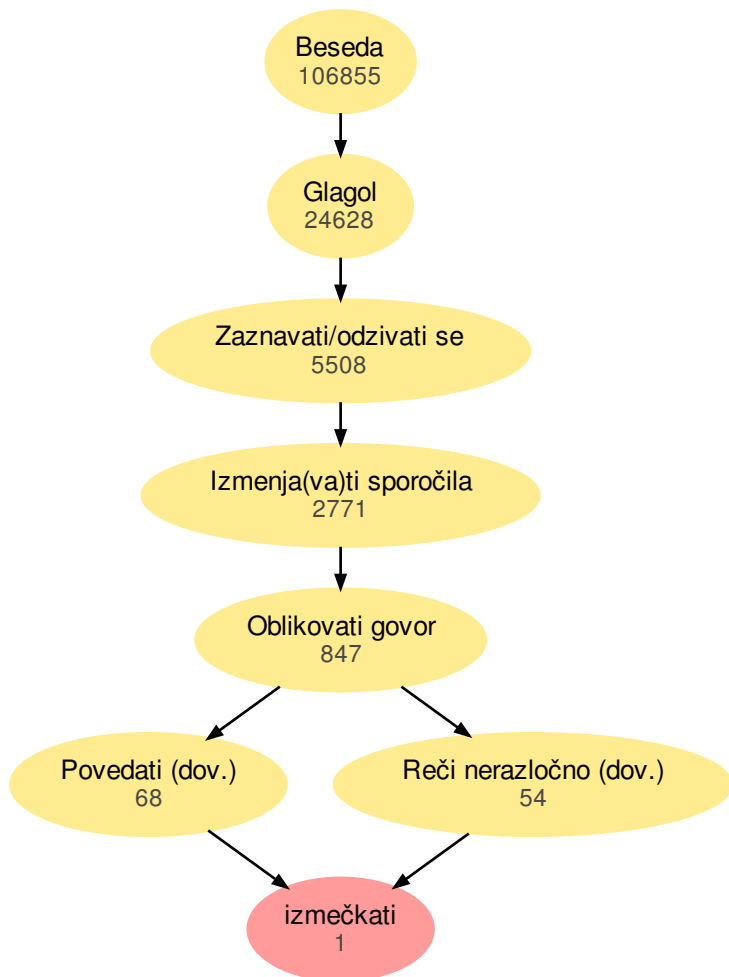 Beseda
106855
Glagol
24628
Zaznavati/odzivati se
5508
Izmenja(va)ti sporočila
2771
Oblikovati govor
847
Povedati (dov.)
68
Reči nerazločno (dov.)
54
izmečkati
1